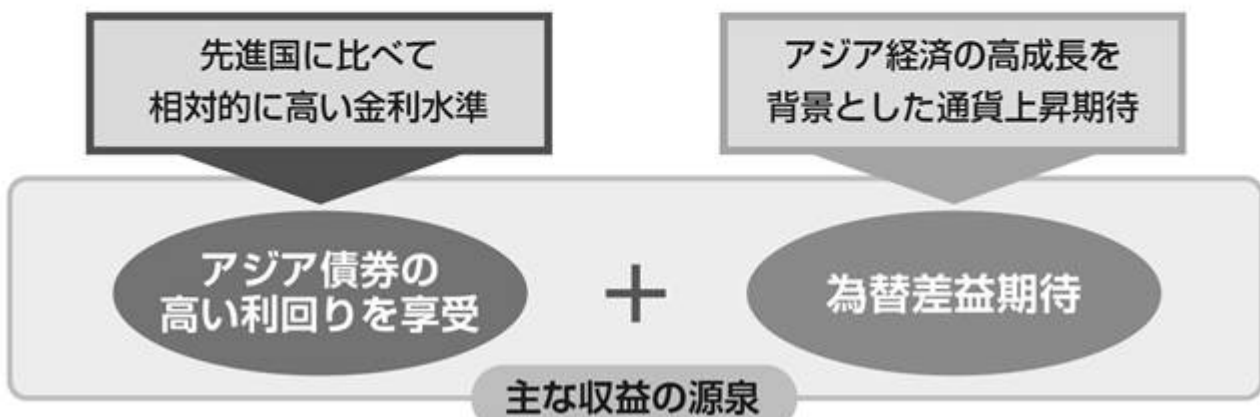 先進国に比べて
相対的に高い金利水準
アジア経済の高成長を
背景とした通貨上昇期待
アジア債券の
高い利回りを享受
+
為替差益期待
主な収益の源泉